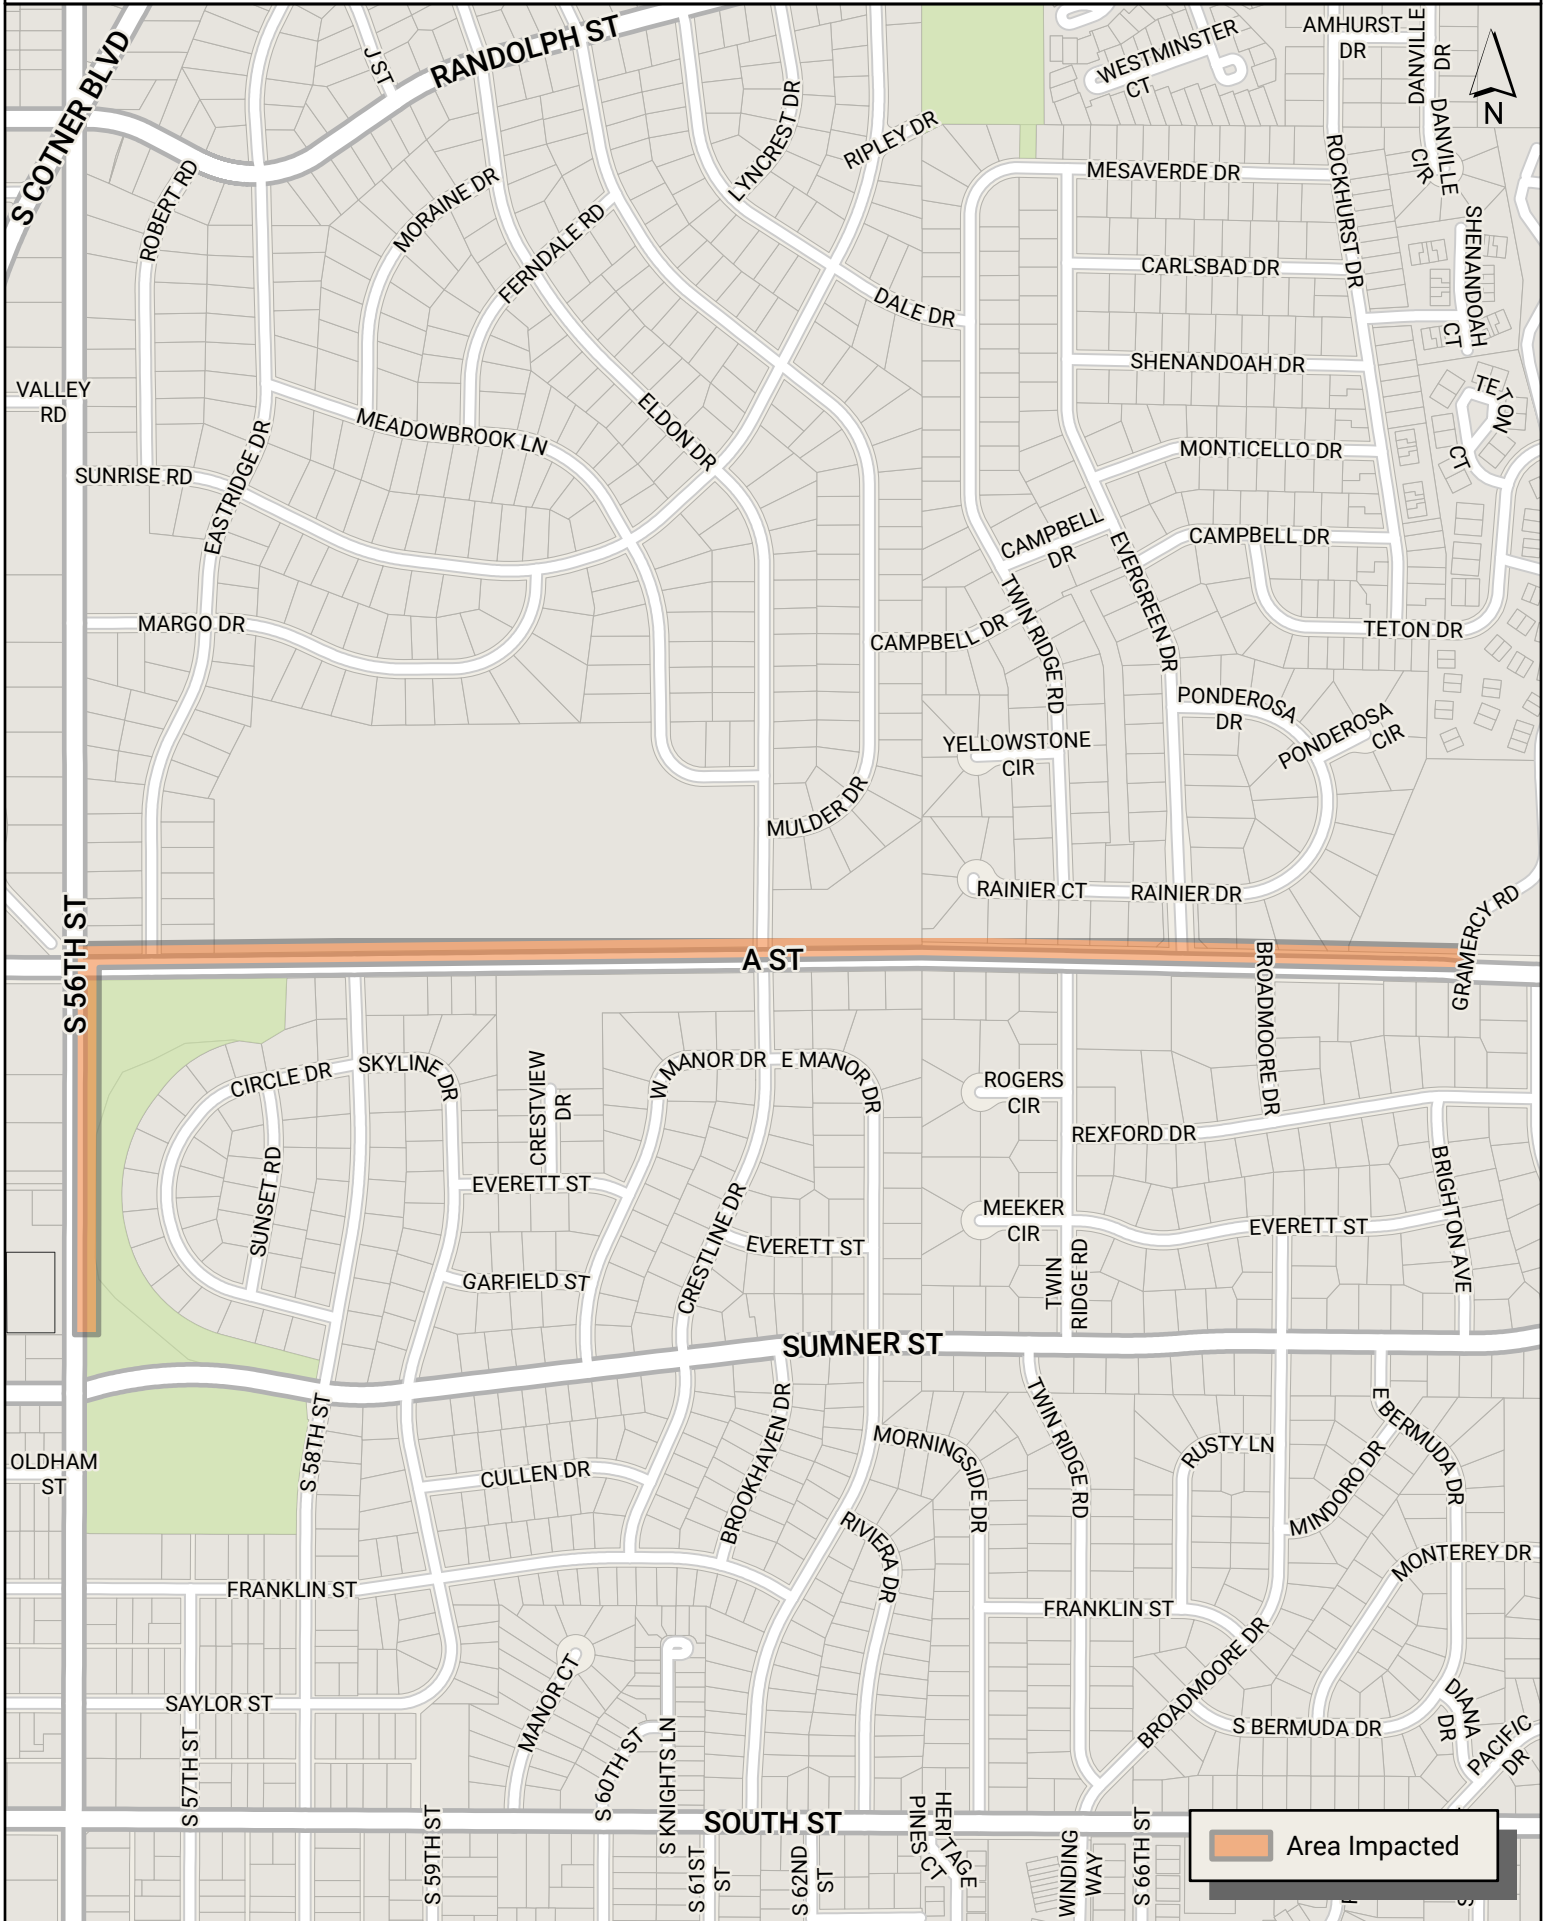 S COTNER BLVD
J ST
RANDOLPH ST
WESTMINSTER
CT
AMHURST
DR
DANVILLE
DR
DANVILLE
CIR
N
ROBERT RD
MORAINE DR
FERNDALE RD
LYNCREST DR
RIPLEY DR
MESAVERDE DR
ROCKHURST DR
SHENANDOAH
CT
CARLSBAD DR
DALE DR
SHENANDOAH DR
TETON
CT
VALLEY
RD
MEADOWBROOK LN
ELDON DR
EASTRIDGE DR
SUNRISE RD
MONTICELLO DR
CAMPBELL
DR
CAMPBELL DR
EVERGREEN DR
TWIN RIDGE RD
CAMPBELL DR
TETON DR
MARGO DR
PONDEROSA
DR
PONDEROSA
CIR
YELLOWSTONE
CIR
MULDER DR
RAINIER CT
RAINIER DR
GRAMERCY RD
S 56TH ST
A ST
BROADMOORE DR
CIRCLE DR
SKYLINE DR
CRESTVIEW
DR
W MANOR DR
E MANOR DR
ROGERS
CIR
REXFORD DR
SUNSET RD
EVERETT ST
CRESTLINE DR
EVERETT ST
MEEKER
CIR
EVERETT ST
BRIGHTON AVE
TWIN
RIDGE RD
GARFIELD ST
SUMNER ST
S 58TH ST
BROOKHAVEN DR
TWIN RIDGE RD
E BERMUDA DR
MORNINGSIDE DR
RUSTY LN
MINDORO DR
OLDHAM
ST
CULLEN DR
RIVIERA DR
MONTEREY DR
FRANKLIN ST
FRANKLIN ST
BROADMOORE DR
MANOR CT
SAYLOR ST
S BERMUDA DR
DIANA
DR
PACIFIC
DR
S 57TH ST
S 60TH ST
S KNIGHTS LN
SOUTH ST
S 59TH ST
S 61ST
ST
S 62ND
ST
HERITAGE
PINES CT
WINDING
WAY
S 66TH ST
Area Impacted